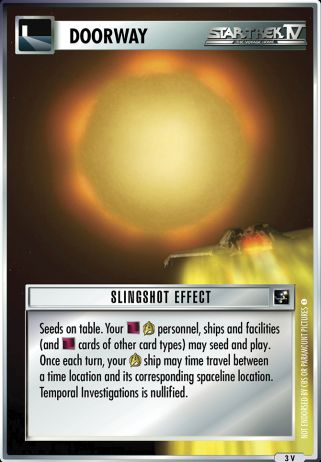 DOORWAY
STAR TREK IV
THE VOYAGE HOME
SLINGSHOT EFFECT
Seeds on table. Your personnel, ships and facilities
(and cards of other card types) may seed and play.
Once each turn, your ship may time travel between
a time location and its corresponding spaceline location.
Temporal Investigations is nullified.
NOT ENDORSED BY CBS OR PARAMOUNT PICTURES
3 V